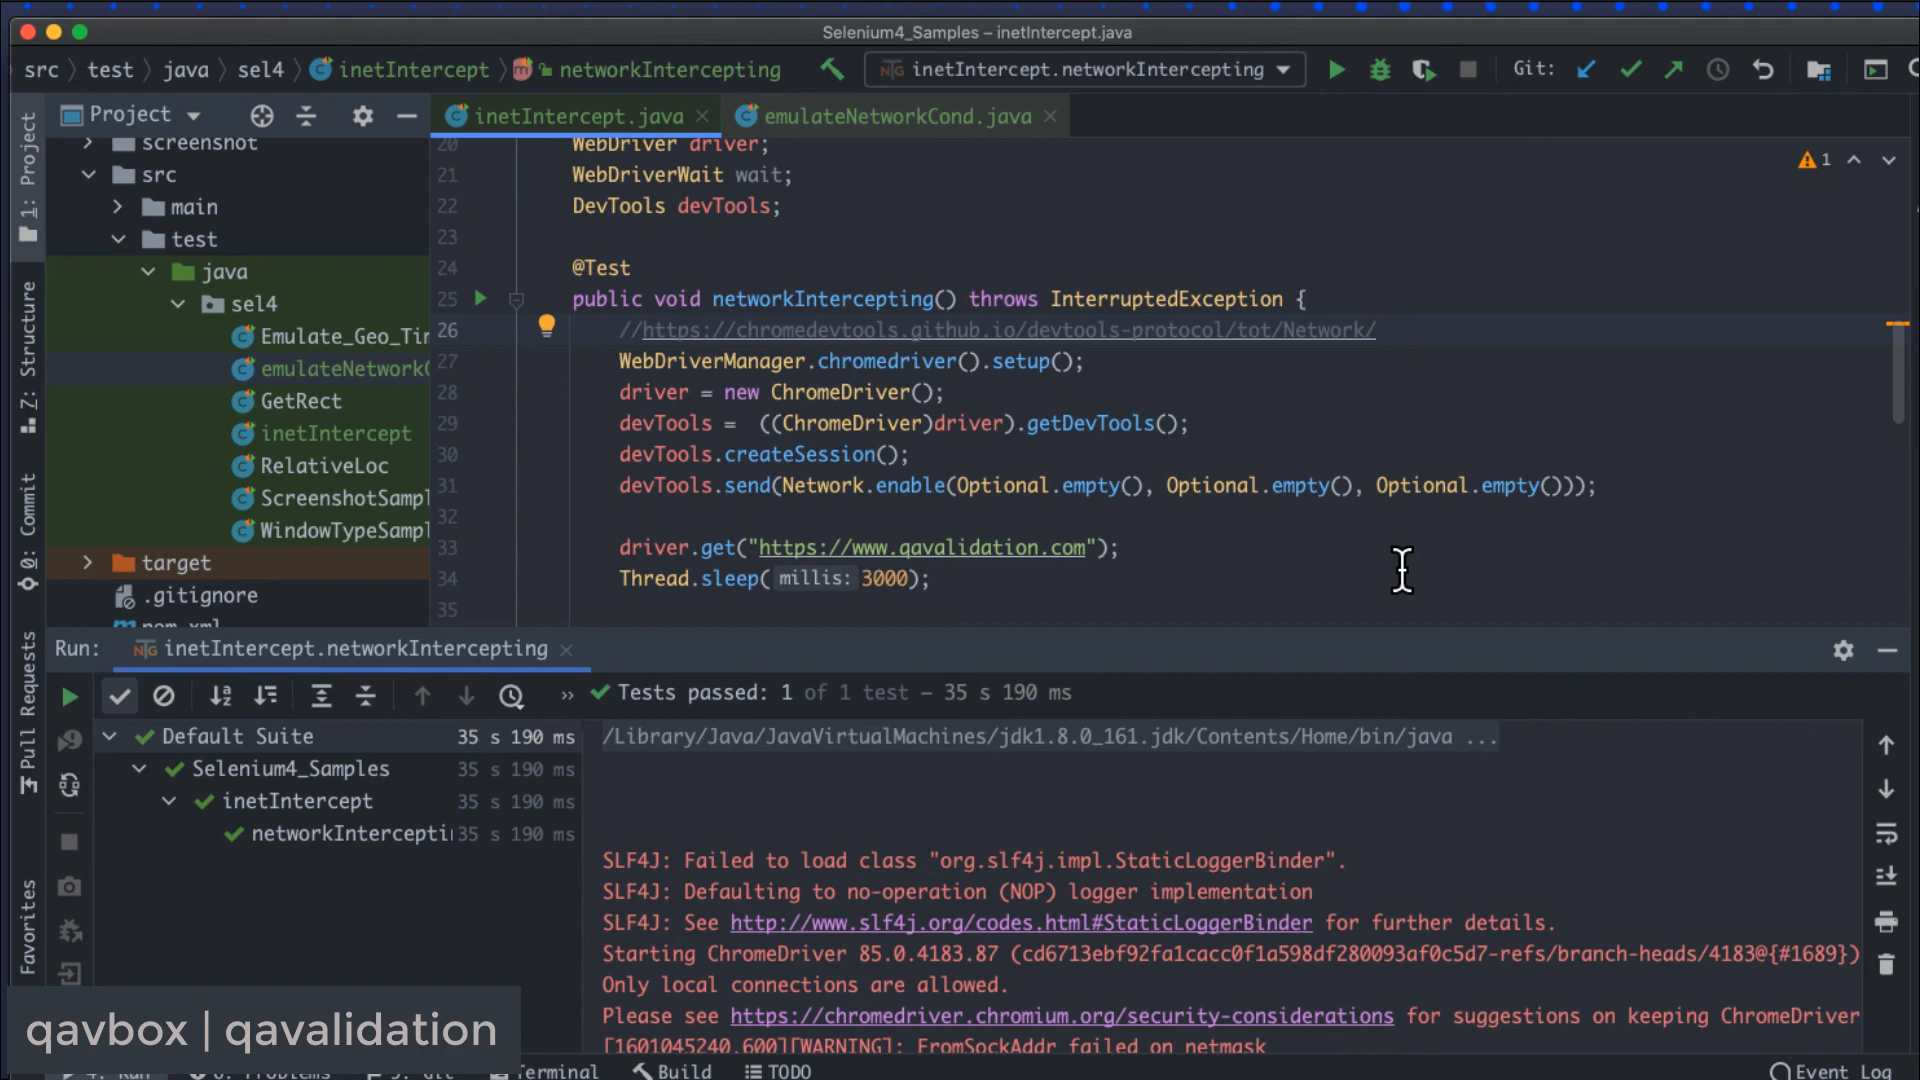 Selenium4_Samples – inetIntercept.java
src
test
java
sel4
inetIntercept
networkIntercepting
inetIntercept.networkIntercepting
Git:
Project
inetIntercept.java
emulateNetworkCond.java
1: Project
Z: Structure
0: Commit
Pull Requests
Favorites
screenshot
src
main
test
java
sel4
Emulate_Geo_Tir
emulateNetworkC
GetRect
inetIntercept
RelativeLoc
ScreenshotSampl
WindowTypeSampl
target
.gitignore
pom.xml
1
20 WebDriver driver;
21 WebDriverWait wait;
22 DevTools devTools;
23
24 @Test
25 public void networkIntercepting() throws InterruptedException {
26 //https://chromedevtools.github.io/devtools-protocol/tot/Network/
27 WebDriverManager.chromedriver().setup();
28 driver = new ChromeDriver();
29 devTools = ((ChromeDriver)driver).getDevTools();
30 devTools.createSession();
31 devTools.send(Network.enable(Optional.empty(), Optional.empty(), Optional.empty()));
32
33 driver.get("https://www.qavalidation.com");
34 Thread.sleep( millis: 3000);
35
Run: inetIntercept.networkIntercepting
Tests passed: 1 of 1 test – 35 s 190 ms
Default Suite 35 s 190 ms
Selenium4_Samples 35 s 190 ms
inetIntercept 35 s 190 ms
networkIntercepti 35 s 190 ms
/Library/Java/JavaVirtualMachines/jdk1.8.0_161.jdk/Contents/Home/bin/java ...
SLF4J: Failed to load class "org.slf4j.impl.StaticLoggerBinder".
SLF4J: Defaulting to no-operation (NOP) logger implementation
SLF4J: See http://www.slf4j.org/codes.html#StaticLoggerBinder for further details.
Starting ChromeDriver 85.0.4183.87 (cd6713ebf92fa1cacc0f1a598df280093af0c5d7-refs/branch-heads/4183@{#1689})
Only local connections are allowed.
Please see https://chromedriver.chromium.org/security-considerations for suggestions on keeping ChromeDriver
[1601045240.600][WARNING]: FromSockAddr failed on netmask
qavbox | qavalidation
4: Run
6: Problems
9: Git
Terminal
Build
TODO
Event Log